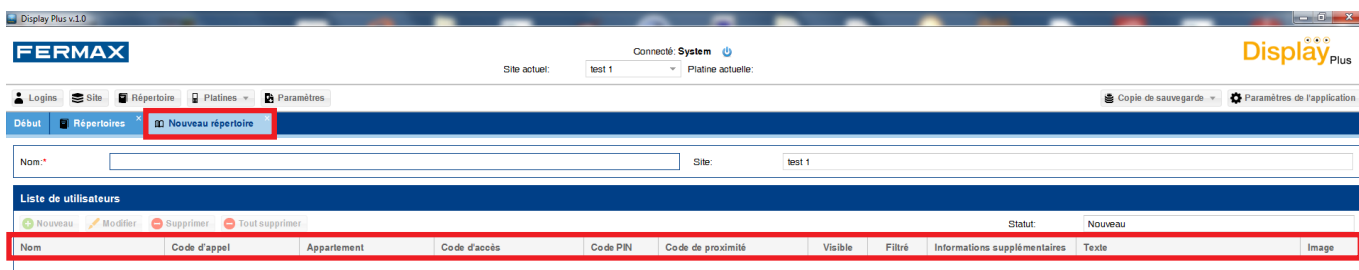 Display Plus v.1.0
FERMAX
Connecté: System
Display Plus
Site actuel: test 1 Platine actuelle:
Logins Site Répertoire Platines Paramètres Copie de sauvegarde Paramètres de l'application
Début Répertoires Nouveau répertoire
Nom:* Site: test 1
Liste de utilisateurs
Nouveau Modifier Supprimer Tout supprimer Statut: Nouveau
Nom Code d'appel Appartement Code d'accès Code PIN Code de proximité Visible Filtré Informations supplémentaires Texte Image